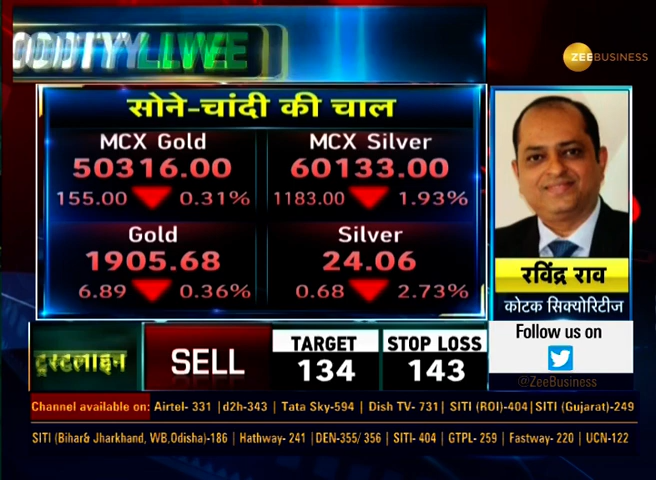 ZEE BUSINESS
सोने-चांदी की चाल
MCX Gold
50316.00
155.00 0.31%
MCX Silver
60133.00
1183.00 1.93%
Gold
1905.68
6.89 0.36%
Silver
24.06
0.68 2.73%
रविंद्र राव
कोटक सिक्योरिटीज
ट्रस्टलाइन
SELL
TARGET
134
STOP LOSS
143
Follow us on
@ZeeBusiness
Channel available on: Airtel- 331 |d2h-343 | Tata Sky-594 | Dish TV- 731| SITI (ROI)-404|SITI (Gujarat)-249
SITI (Bihar& Jharkhand, WB,Odisha)-186 | Hathway- 241 |DEN-355/ 356 | SITI- 404 | GTPL- 259 | Fastway- 220 | UCN-122